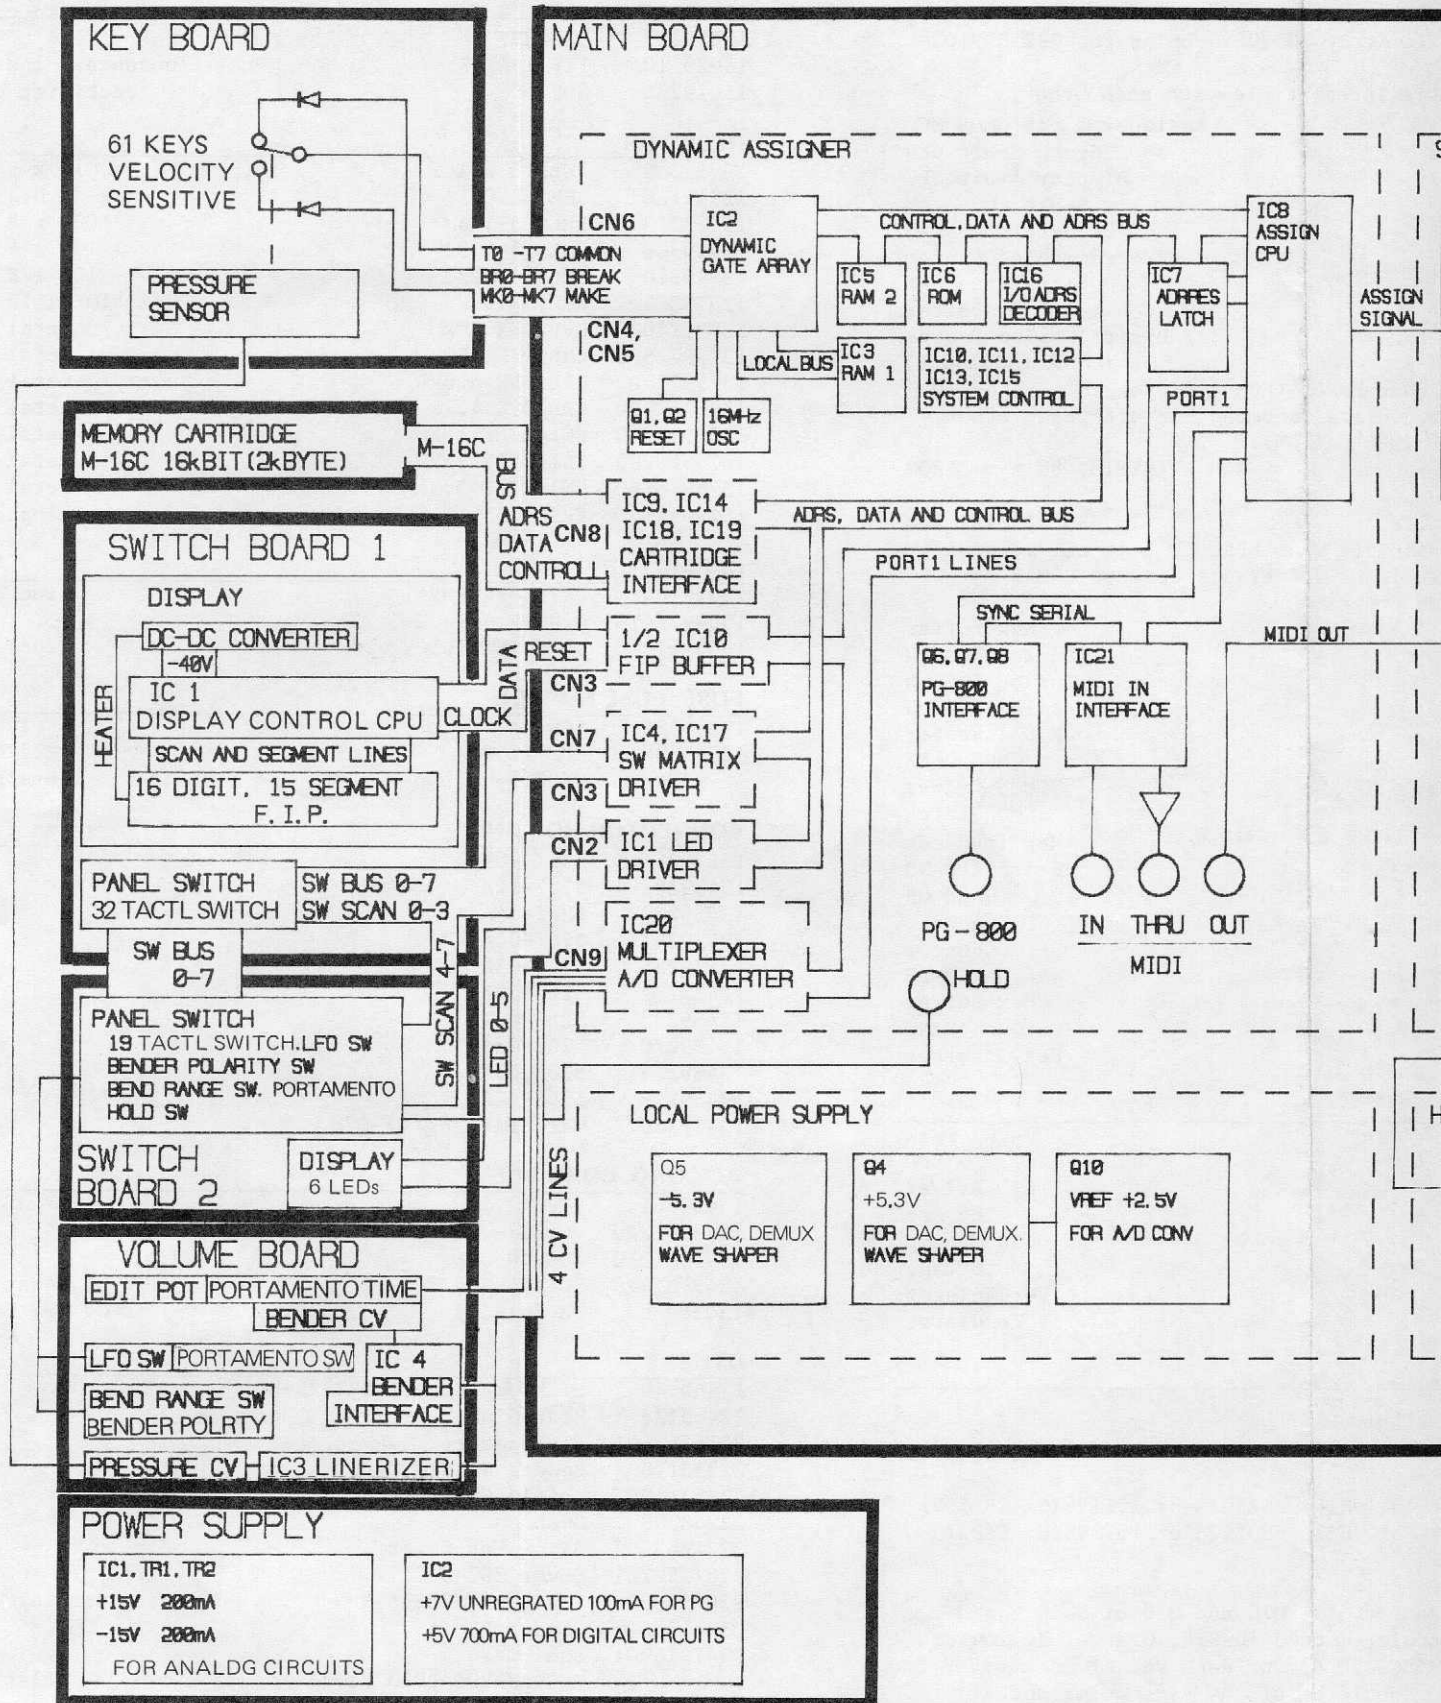 KEY BOARD
61 KEYS
VELOCITY
SENSITIVE
PRESSURE
SENSOR
MEMORY CARTRIDGE
M-16C 16kBIT(2kBYTE)
M-16C
SWITCH BOARD 1
DISPLAY
DC-DC CONVERTER
-40V
HEATER
IC 1
DISPLAY CONTROL CPU
SCAN AND SEGMENT LINES
16 DIGIT, 15 SEGMENT
F.I.P.
PANEL SWITCH
32 TACTL SWITCH
SW BUS 0-7
SW SCAN 0-3
SW BUS
0-7
PANEL SWITCH
19 TACTL SWITCH.LFO SW
BENDER POLARITY SW
BEND RANGE SW. PORTAMENTO
HOLD SW
SWITCH
BOARD 2
DISPLAY
6 LEDs
SW SCAN 4-7
LED 0-5
VOLUME BOARD
EDIT POT
PORTAMENTO TIME
BENDER CV
LFO SW
PORTAMENTO SW
IC 4
BENDER
INTERFACE
BEND RANGE SW
BENDER POLRTY
PRESSURE CV
IC3 LINERIZER
4 CV LINES
POWER SUPPLY
IC1, TR1, TR2
+15V 200mA
-15V 200mA
FOR ANALDG CIRCUITS
IC2
+7V UNREGRATED 100mA FOR PG
+5V 700mA FOR DIGITAL CIRCUITS
MAIN BOARD
DYNAMIC ASSIGNER
CN6
T0 -T7 COMMON
BR0-BR7 BREAK
MK0-MK7 MAKE
CN4,
CN5
IC2
DYNAMIC
GATE ARRAY
CONTROL, DATA AND ADRS BUS
IC5
RAM 2
IC6
ROM
IC16
I/O ADRS
DECODER
IC7
ADRRES
LATCH
IC8
ASSIGN
CPU
ASSIGN
SIGNAL
S
LOCAL BUS
IC3
RAM 1
IC10, IC11, IC12
IC13, IC15
SYSTEM CONTROL
PORT1
Q1, Q2
RESET
16MHz
OSC
BUS
ADRS
DATA
CONTROLL
CN8
IC9, IC14
IC18, IC19
CARTRIDGE
INTERFACE
ADRS, DATA AND CONTROL BUS
PORT1 LINES
SYNC SERIAL
MIDI OUT
DATA
RESET
CLOCK
CN3
1/2 IC10
FIP BUFFER
CN7
CN3
IC4, IC17
SW MATRIX
DRIVER
CN2
IC1 LED
DRIVER
CN9
IC20
MULTIPLEXER
A/D CONVERTER
Q6, Q7, Q8
PG-800
INTERFACE
IC21
MIDI IN
INTERFACE
PG-800
IN THRU OUT
MIDI
HOLD
LOCAL POWER SUPPLY
Q5
-5.3V
FOR DAC, DEMUX
WAVE SHAPER
Q4
+5.3V
FOR DAC, DEMUX.
WAVE SHAPER
Q10
VREF +2.5V
FOR A/D CONV
H